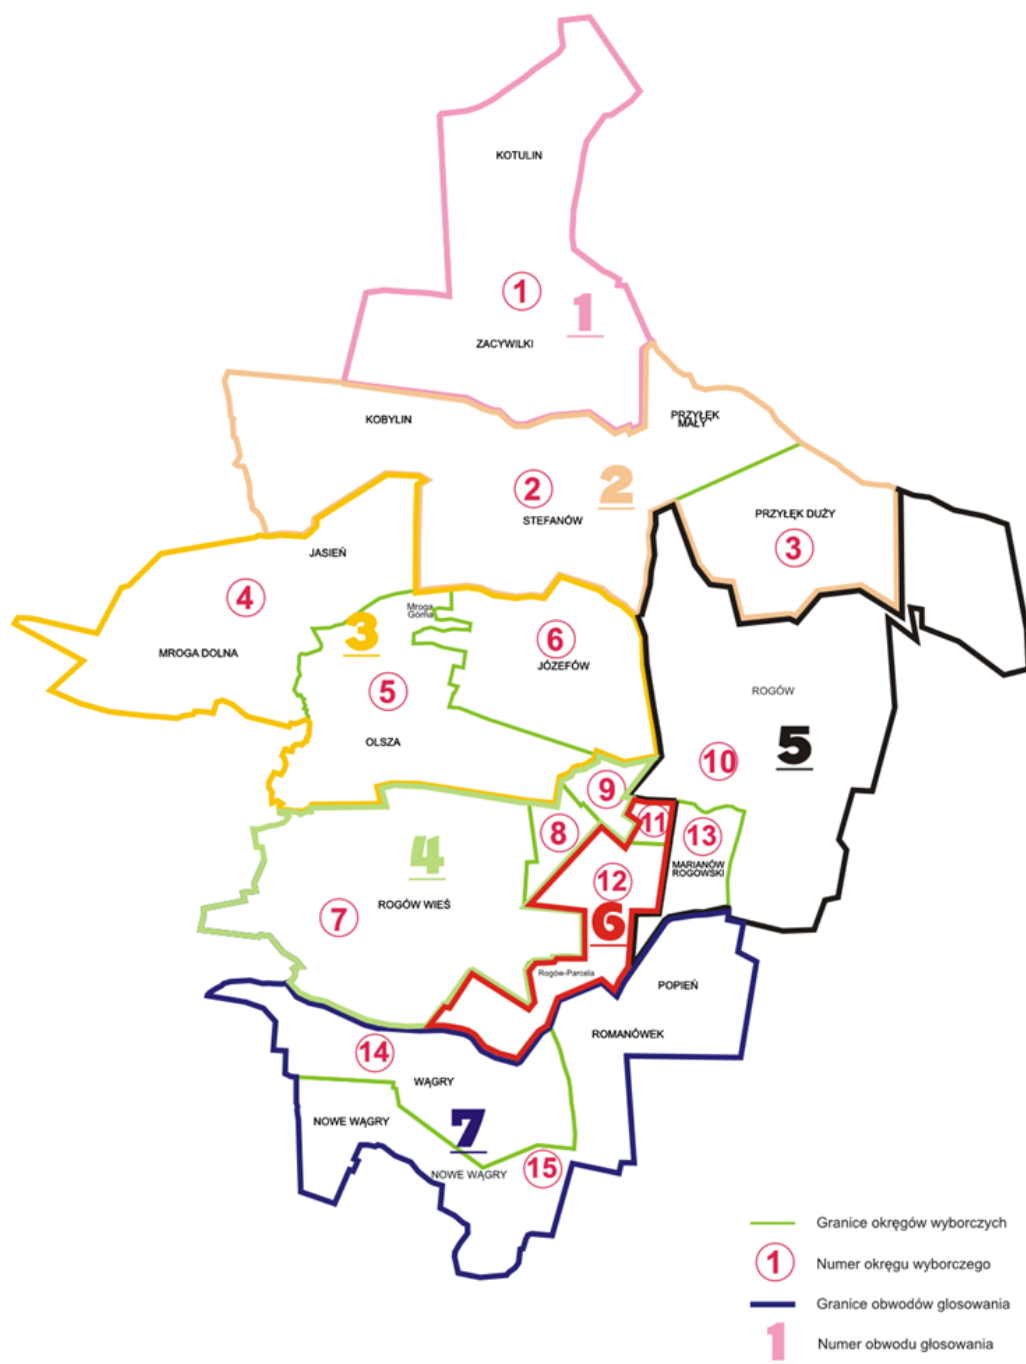 KOTULIN
1
1
ZACYWILKI
KOBYLIN
PRZYŁEK
MAŁY
2
2
STEFANÓW
PRZYŁĘK DUŻY
3
JASIEŃ
4
Mroga
Górna
3
6
MROGA DOLNA
JÓZEFÓW
5
ROGÓW
OLSZA
5
10
9
11
8
13
4
MARIANÓW
ROGOWSKI
12
7
ROGÓW WIEŚ
6
Rogów-Parcela
POPIEŃ
ROMANÓWEK
14
WĄGRY
NOWE WĄGRY
7
NOWE WĄGRY
15
Granice okręgów wyborczych
1
Numer okręgu wyborczego
Granice obwodów glosowania
1
Numer obwodu głosowania